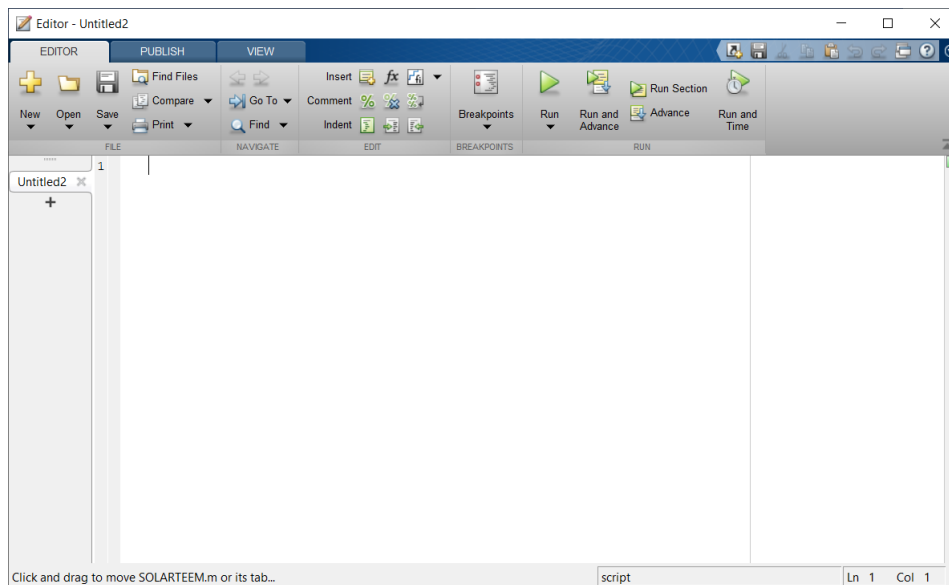 Editor - Untitled2
EDITOR PUBLISH VIEW
Find Files Insert fx
Compare Go To Comment % Run Section
New Open Save Print Find Indent Breakpoints Run Run and Advance Advance Run and Time
FILE NAVIGATE EDIT BREAKPOINTS RUN
Untitled2
1
+
Click and drag to move SOLARTEEM.m or its tab... script Ln 1 Col 1